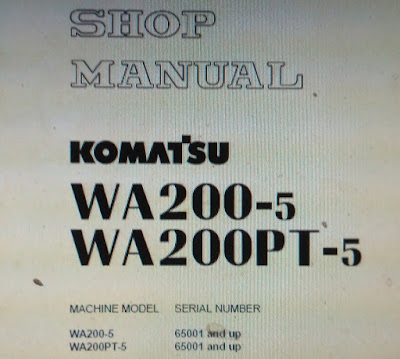 SHOP
MANUAL
KOMATSU
WA200-5
WA200PT-5
MACHINE MODEL SERIAL NUMBER
WA200-5 65001 and up
WA200PT-5 65001 and up